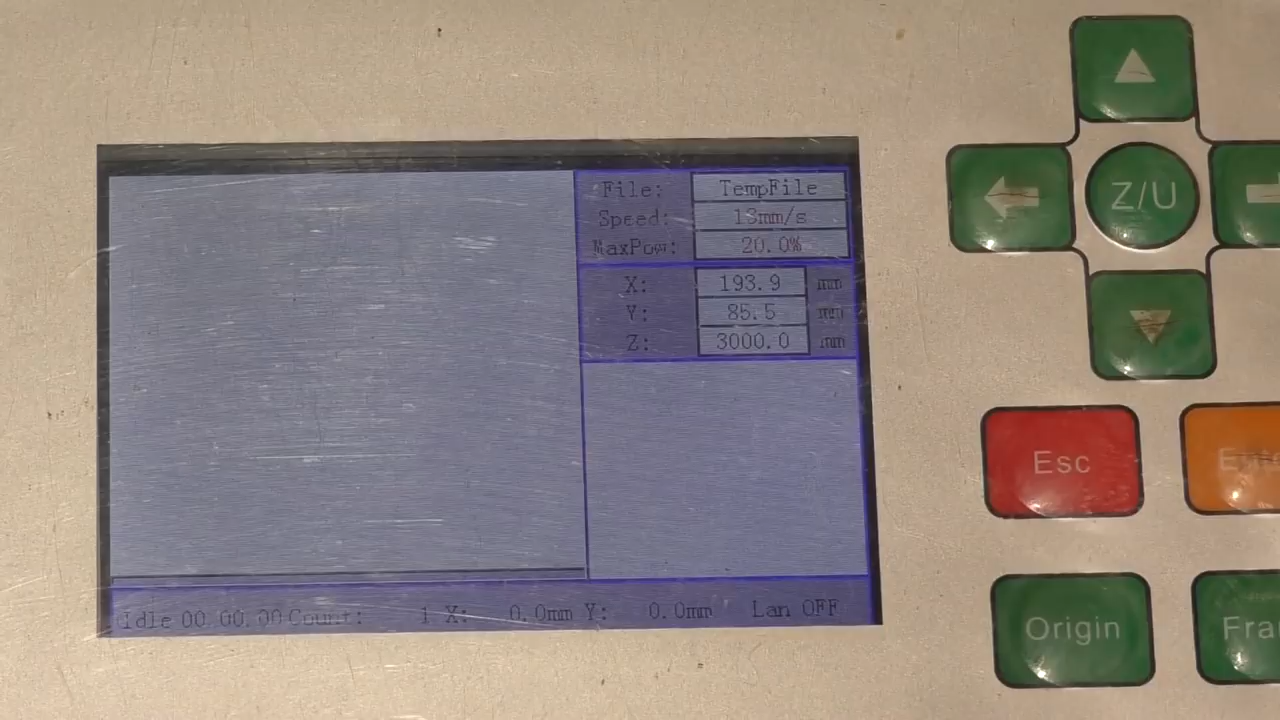 File: TempFile
Speed: 13mm/s
MaxPow: 20.0%
X: 193.9 mm
Y: 85.5 mm
Z: 3000.0 mm
Idle 00.00.00 Count: 1 X: 0.0mm Y: 0.0mm Lan OFF
Z/U
Esc
Origin